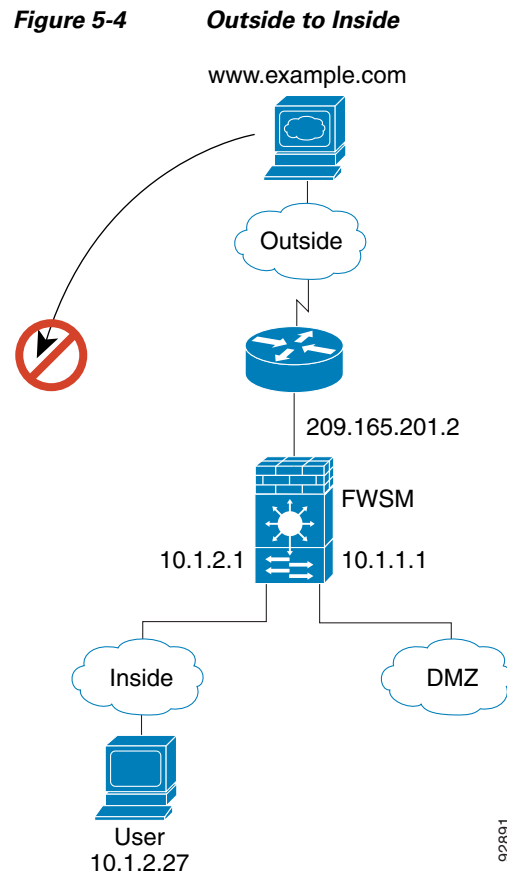 Figure 5-4 Outside to Inside
www.example.com
Outside
209.165.201.2
FWSM
10.1.2.1 10.1.1.1
Inside DMZ
User
10.1.2.27
92891